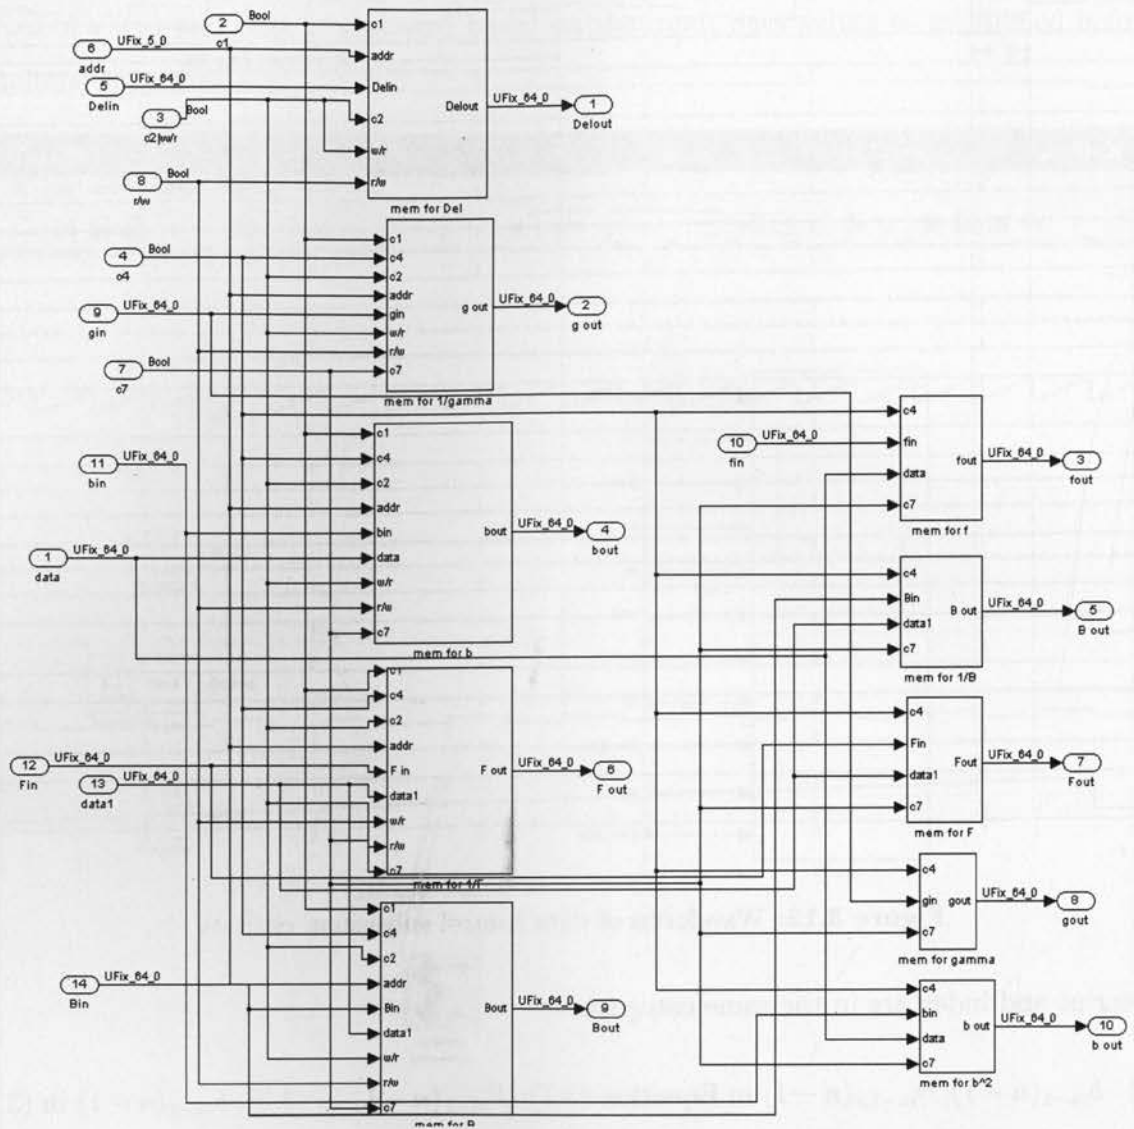 2
Bool
c1
6
UFix_5_0
addr
5
UFix_64_0
Delin
3
Bool
c2|w/r
8
Bool
r/w
c1
addr
Delin
c2
w/r
r/w
Delout
UFix_64_0
1
Delout
mem for Del
4
Bool
c4
9
UFix_64_0
gin
7
Bool
c7
c1
c4
c2
addr
gin
w/r
r/w
c7
g out
UFix_64_0
2
g out
mem for 1/gamma
11
UFix_64_0
bin
1
UFix_64_0
data
c1
c4
c2
addr
bin
data
w/r
r/w
c7
bout
UFix_64_0
4
bout
mem for b
10
UFix_64_0
fin
c4
fin
data
c7
fout
UFix_64_0
3
fout
mem for f
c4
Bin
data1
c7
B out
UFix_64_0
5
B out
mem for 1/B
12
UFix_64_0
Fin
13
UFix_64_0
data1
c1
c4
c2
addr
F in
data1
w/r
r/w
c7
F out
UFix_64_0
6
F out
mem for 1/F
c4
Fin
data1
c7
Fout
UFix_64_0
7
Fout
mem for F
c4
gin
c7
gout
UFix_64_0
8
gout
mem for gamma
14
UFix_64_0
Bin
c1
c4
c2
addr
Bin
data1
w/r
r/w
c7
Bout
UFix_64_0
9
Bout
mem for B
c4
bin
data
c7
b out
UFix_64_0
10
b out
mem for b^2